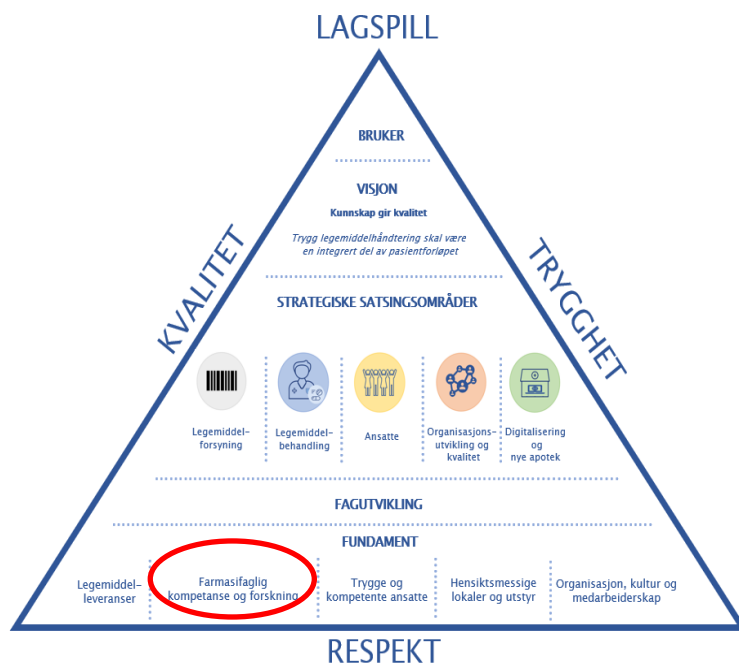 LAGSPILL
BRUKER
VISJON
Kunnskap gir kvalitet
Trygg legemiddelhåndtering skal være
en integrert del av pasientforløpet
KVALITET
TRYGGHET
STRATEGISKE SATSINGSOMRÅDER
Legemiddel-
forsyning
Legemiddel-
behandling
Ansatte
Organisasjons-
utvikling og
kvalitet
Digitalisering
og
nye apotek
FAGUTVIKLING
FUNDAMENT
Legemiddel-
leveranser
Farmasifaglig
kompetanse og forskning
Trygge og
kompetente ansatte
Hensiktsmessige
lokaler og utstyr
Organisasjon, kultur og
medarbeiderskap
RESPEKT